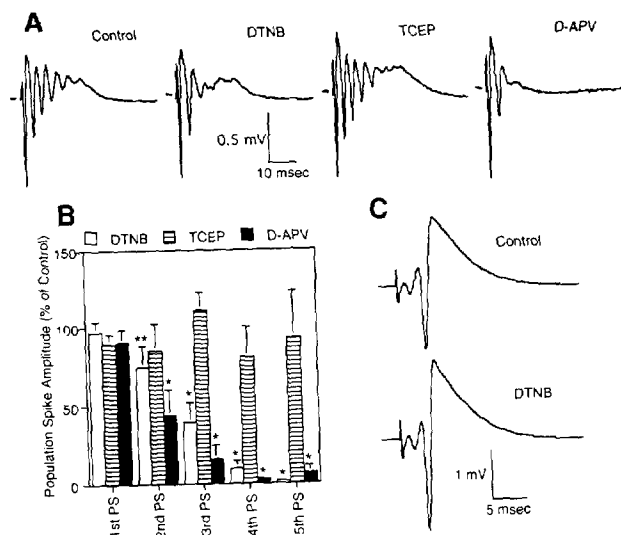 A
Control
DTNB
TCEP
D-APV
0.5 mV
10 msec
B
DTNB
TCEP
D-APV
Population Spike Amplitude (% of Control)
150
100
50
0
**
*
*
*
*
*
*
*
1st PS
2nd PS
3rd PS
4th PS
5th PS
C
Control
DTNB
1 mV
5 msec